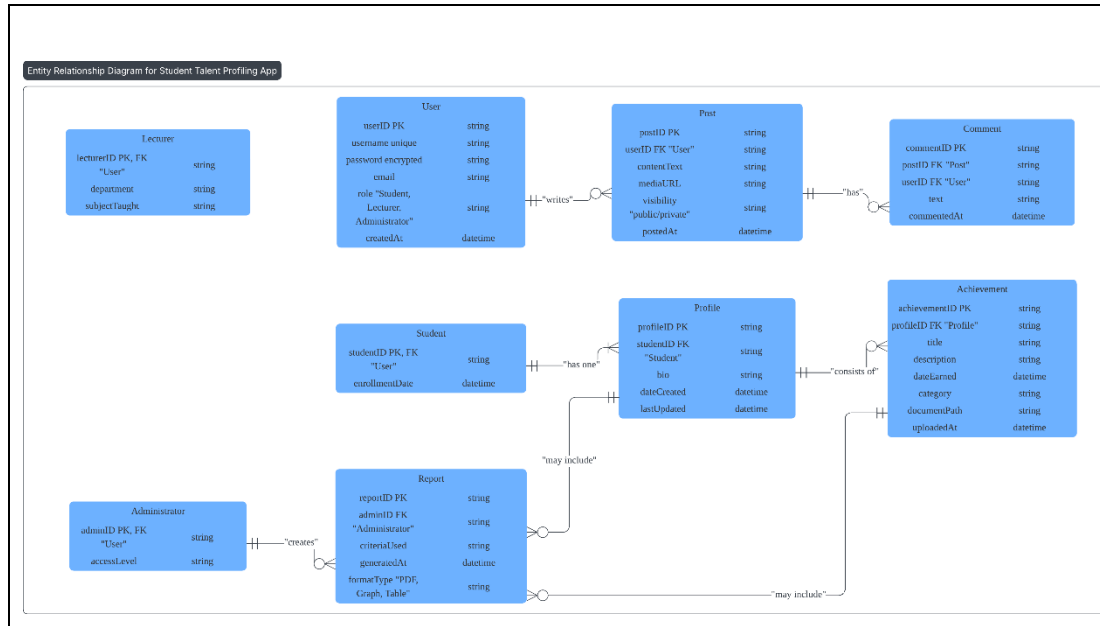 Entity Relationship Diagram for Student Talent Profiling App
Lecturer
lecturerID PK, FK
"User"
string
department string
subjectTaught string
User
userID PK string
username unique string
password encrypted string
email string
role "Student,
Lecturer,
Administrator"
string
createdAt datetime
"writes"
Post
postID PK string
userID FK "User" string
contentText string
mediaURL string
visibility
"public/private"
string
postedAt datetime
"has"
Comment
commentID PK string
postID FK "Post" string
userID FK "User" string
text string
commentedAt datetime
Student
studentID PK, FK
"User"
string
enrollmentDate datetime
"has one"
Profile
profileID PK string
studentID FK
"Student"
string
bio string
dateCreated datetime
lastUpdated datetime
"consists of"
Achievement
achievementID PK string
profileID FK "Profile" string
title string
description string
dateEarned datetime
category string
documentPath string
uploadedAt datetime
"may include"
Administrator
adminID PK, FK
"User"
string
accessLevel string
"creates"
Report
reportID PK string
adminID FK
"Administrator"
string
criteriaUsed string
generatedAt datetime
formatType "PDF,
Graph, Table"
string
"may include"